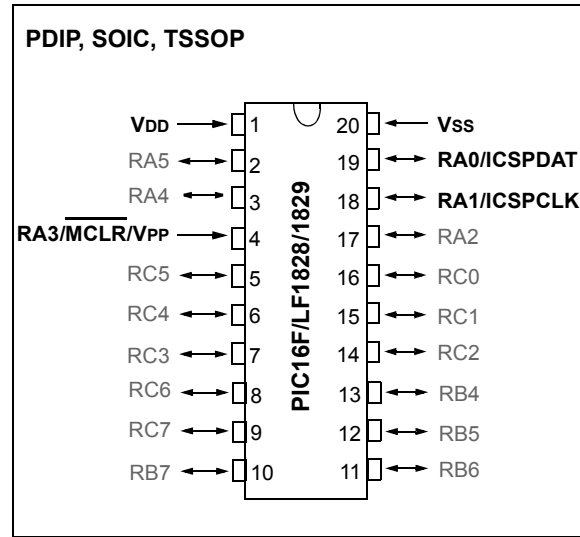 PDIP, SOIC, TSSOP
VDD 1 20 VSS
RA5 2 19 RA0/ICSPDAT
RA4 3 18 RA1/ICSPCLK
RA3/MCLR/VPP 4 17 RA2
RC5 5 16 RC0
RC4 6 15 RC1
RC3 7 14 RC2
RC6 8 13 RB4
RC7 9 12 RB5
RB7 10 11 RB6
PIC16F/LF1828/1829